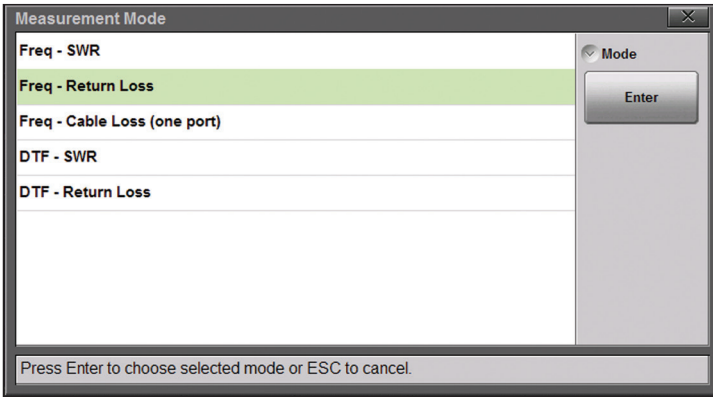 Measurement Mode
Freq - SWR
Freq - Return Loss
Freq - Cable Loss (one port)
DTF - SWR
DTF - Return Loss
Mode
Enter
Press Enter to choose selected mode or ESC to cancel.